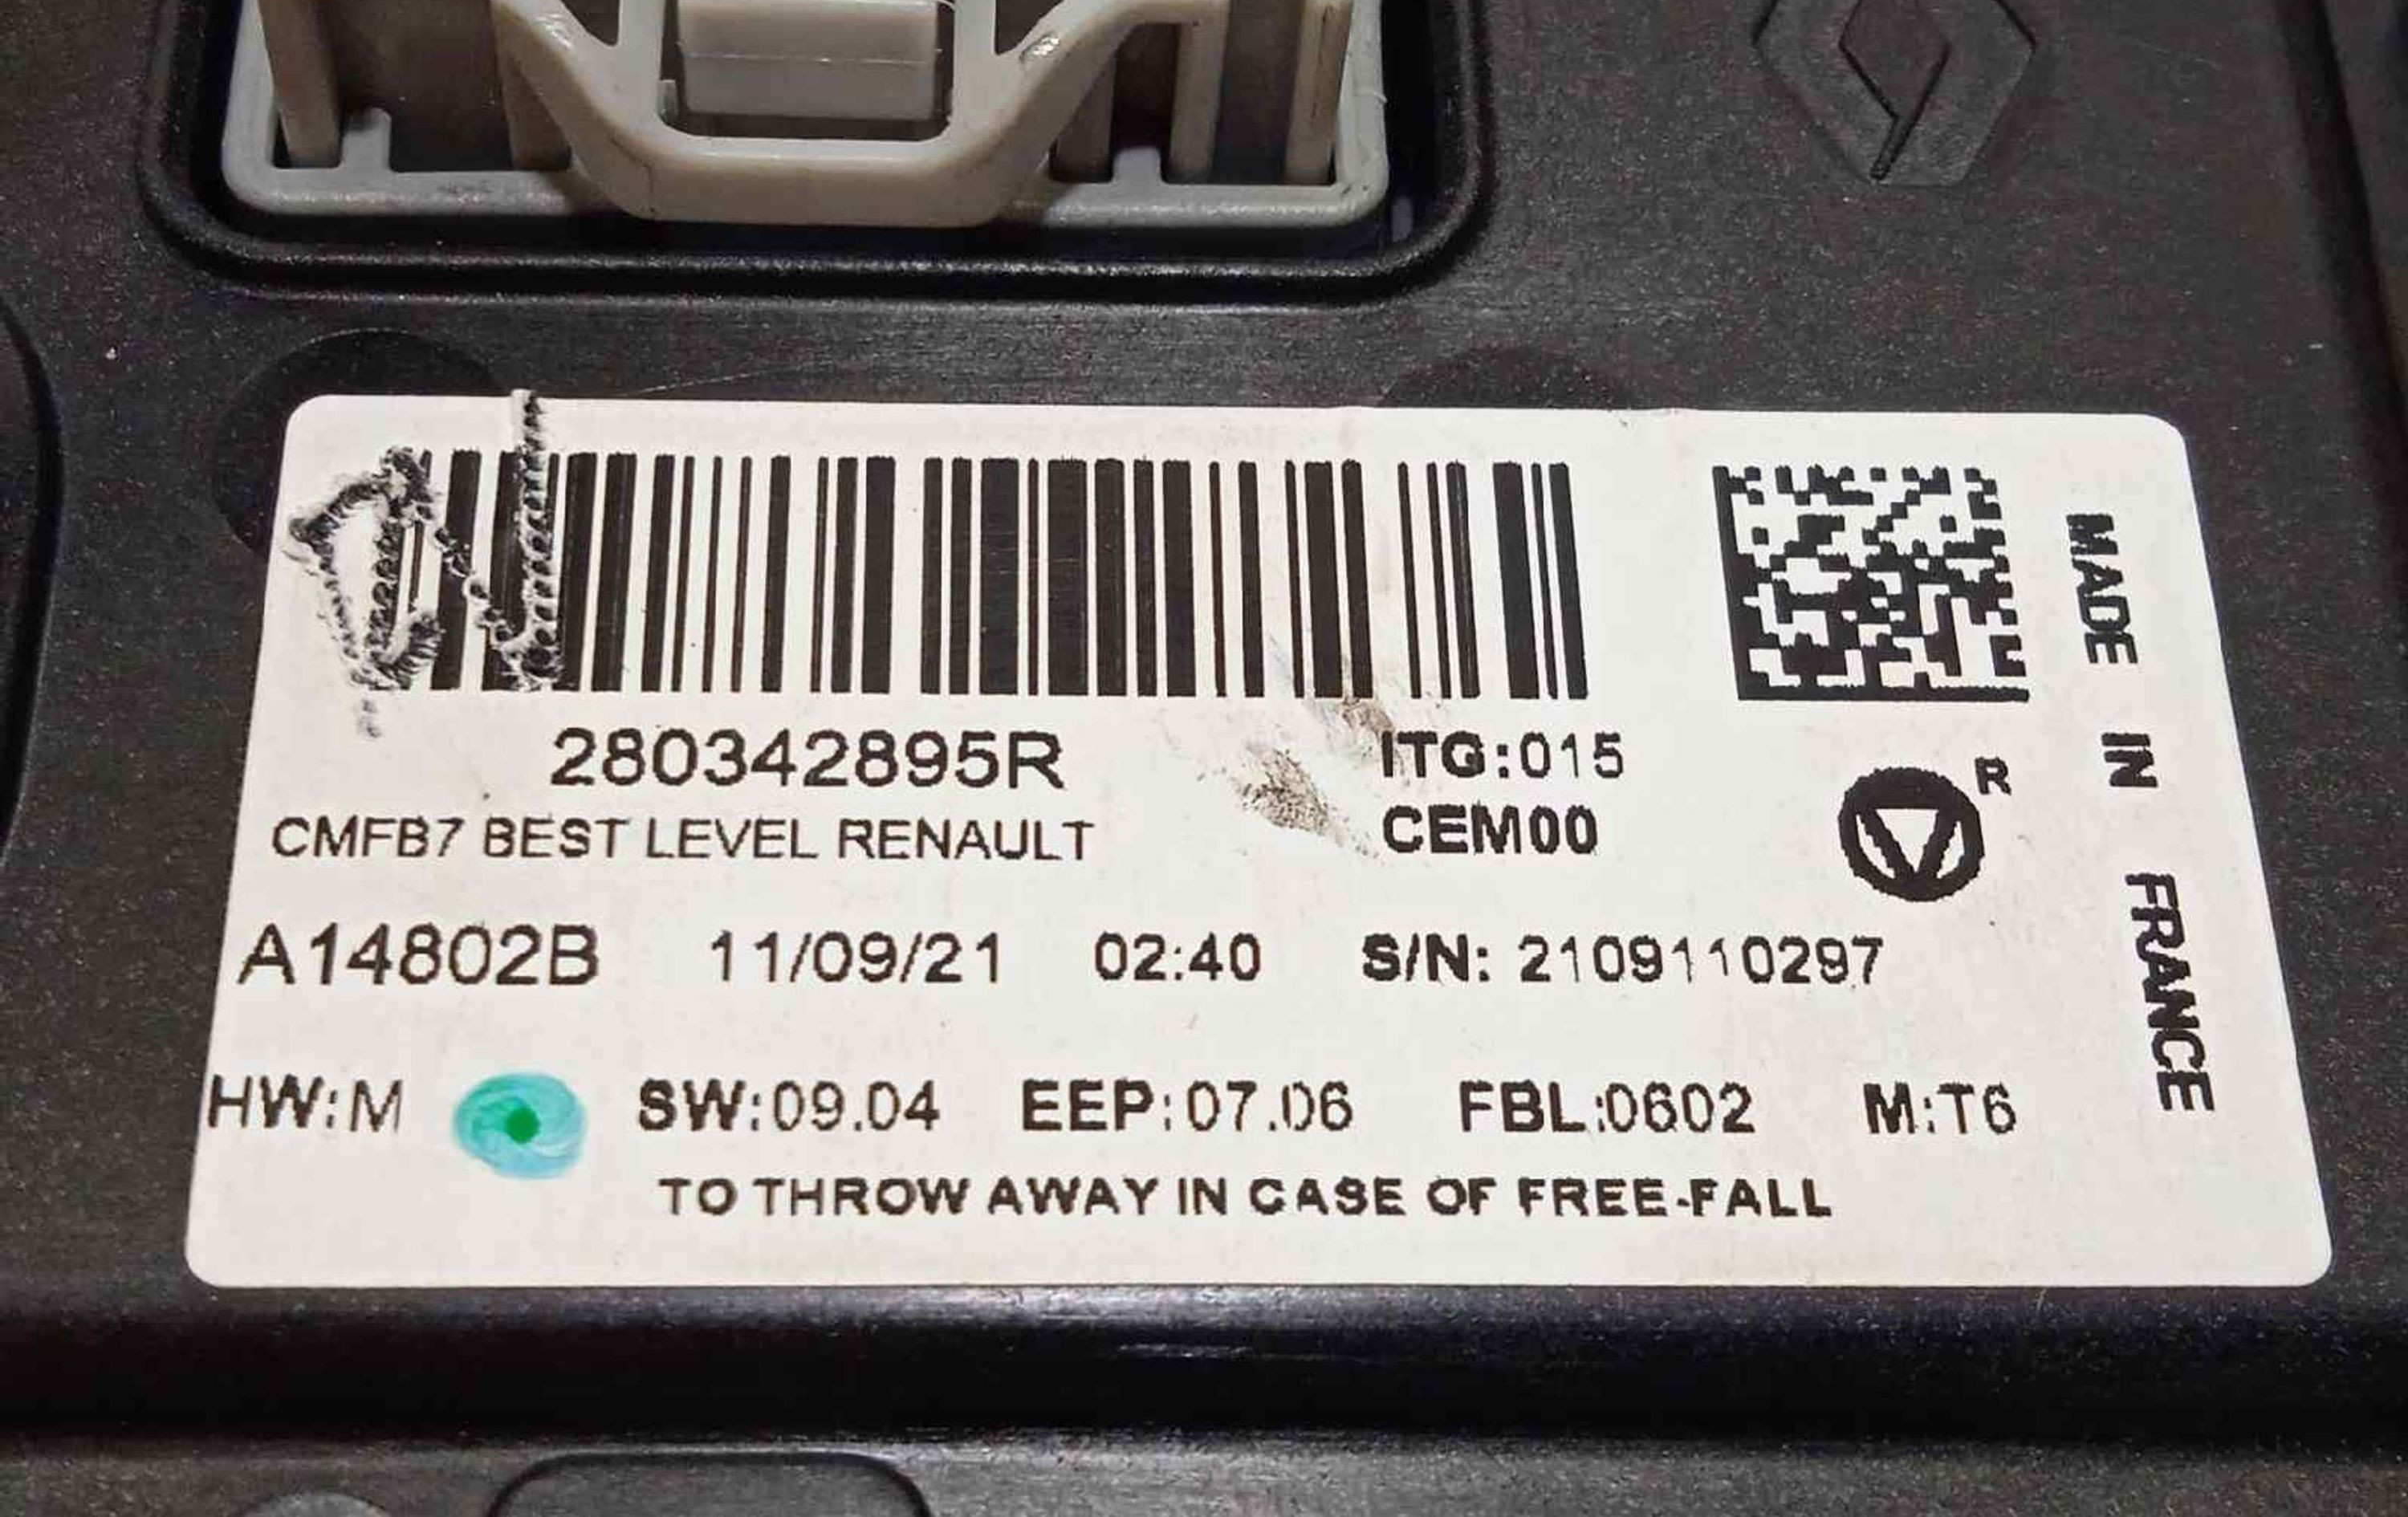 280342895R
ITG:015
CMFB7 BEST LEVEL RENAULT
CEM00
R
A14802B 11/09/21 02:40 S/N: 2109110297
HW:M SW:09.04 EEP:07.06 FBL:0602 M:T6
TO THROW AWAY IN CASE OF FREE-FALL
MADE IN FRANCE